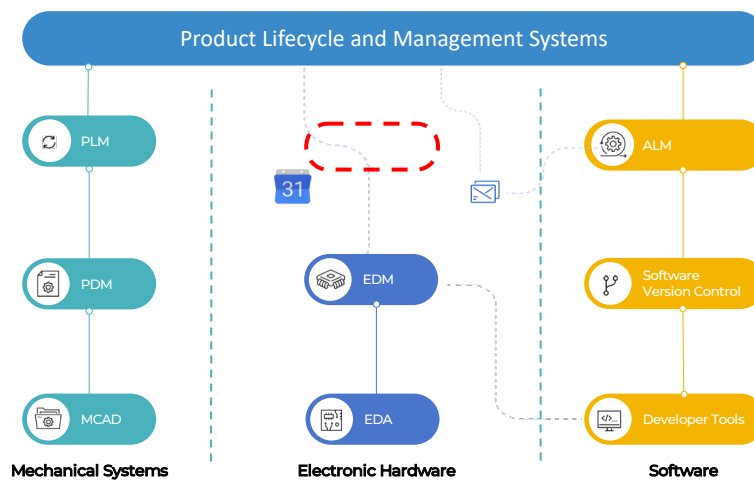 Product Lifecycle and Management Systems
PLM
ALM
31
PDM
EDM
Software
Version Control
MCAD
EDA
Developer Tools
Mechanical Systems
Electronic Hardware
Software